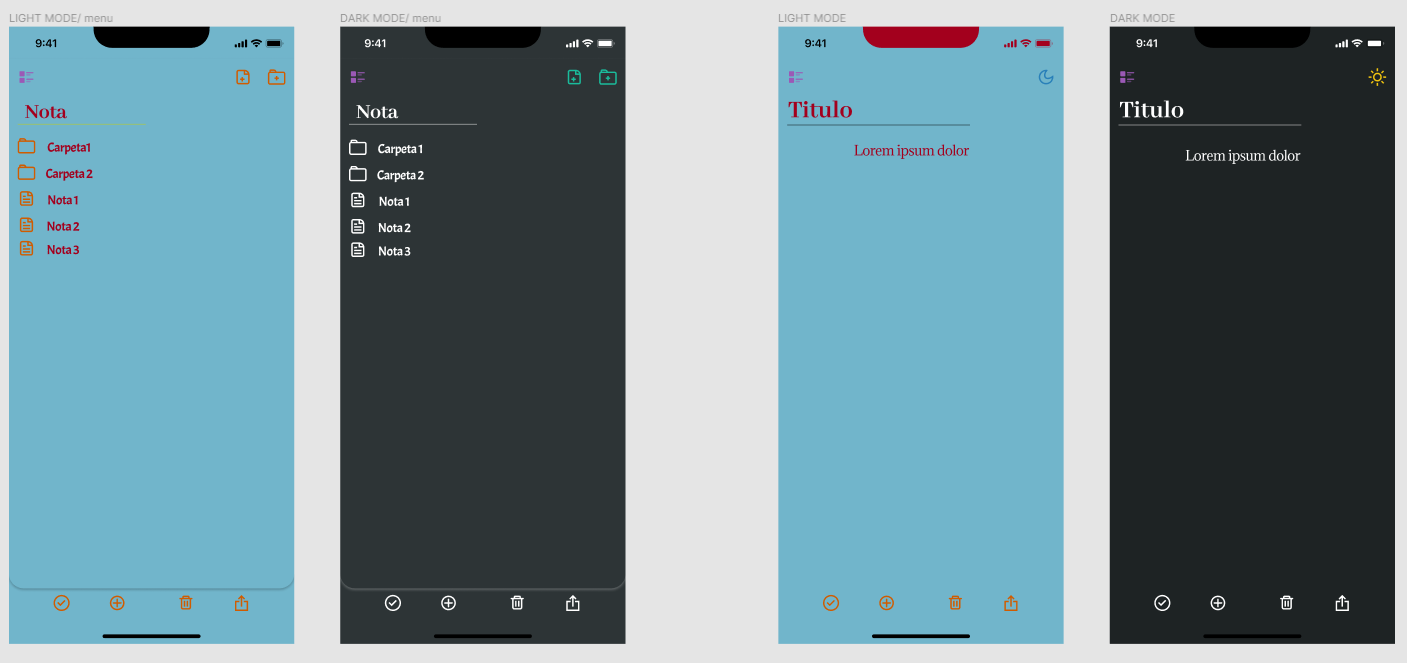 LIGHT MODE/ menu
9:41
Nota
Carpeta1
Carpeta 2
Nota 1
Nota 2
Nota 3
DARK MODE/ menu
9:41
Nota
Carpeta 1
Carpeta 2
Nota 1
Nota 2
Nota 3
LIGHT MODE
9:41
Titulo
Lorem ipsum dolor
DARK MODE
9:41
Titulo
Lorem ipsum dolor